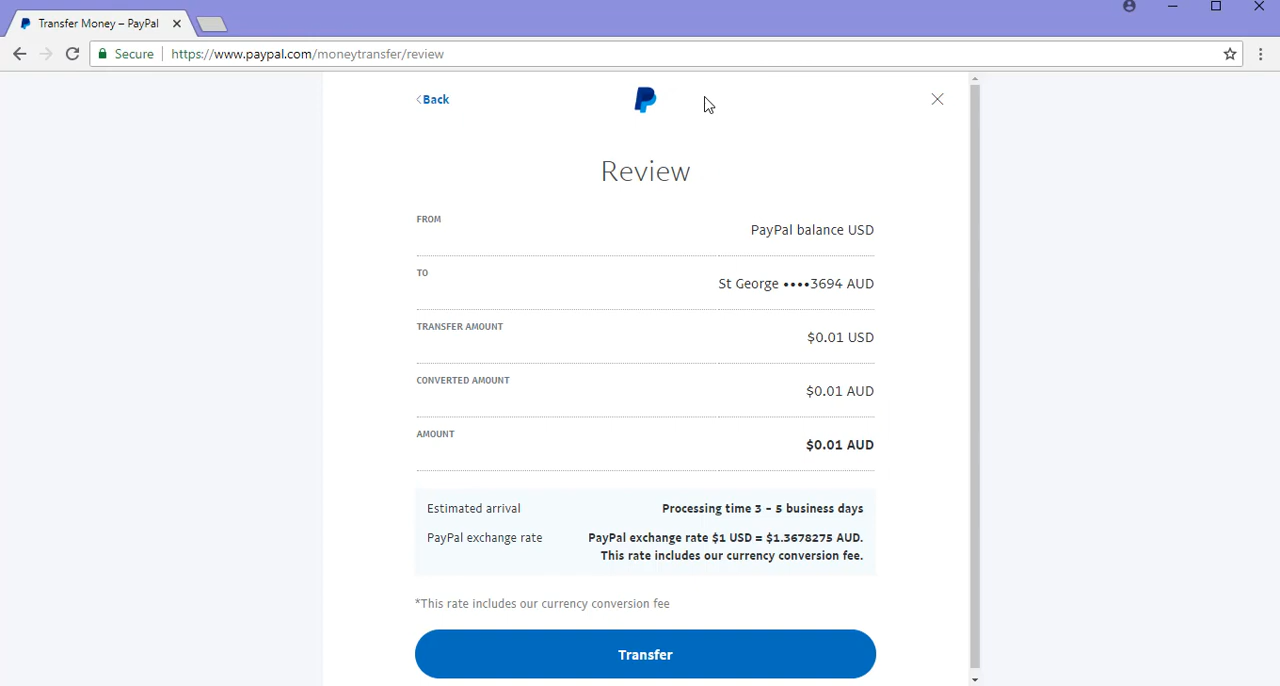 Transfer Money – PayPal
Secure
https://www.paypal.com/moneytransfer/review
Back
Review
FROM
PayPal balance USD
TO
St George ••••3694 AUD
TRANSFER AMOUNT
$0.01 USD
CONVERTED AMOUNT
$0.01 AUD
AMOUNT
$0.01 AUD
Estimated arrival
Processing time 3 – 5 business days
PayPal exchange rate
PayPal exchange rate $1 USD = $1.3678275 AUD.
This rate includes our currency conversion fee.
*This rate includes our currency conversion fee
Transfer